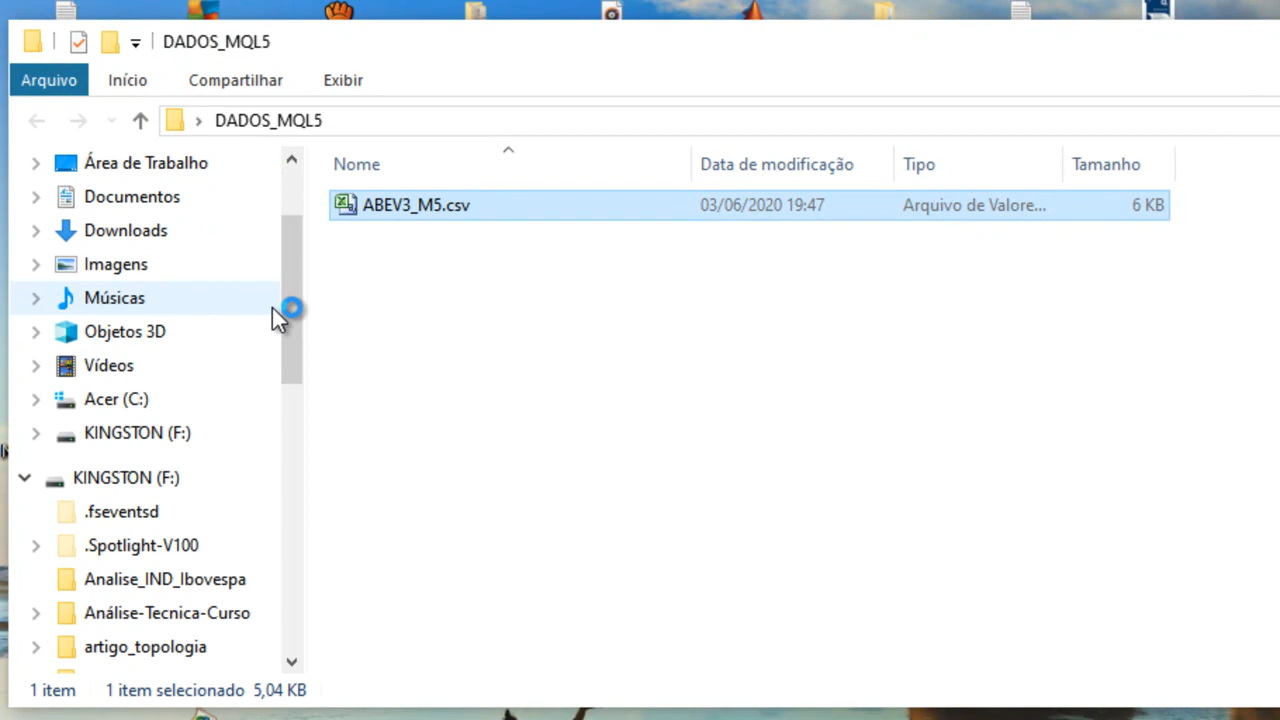 DADOS_MQL5
Arquivo Início Compartilhar Exibir
DADOS_MQL5
Nome Data de modificação Tipo Tamanho
ABEV3_M5.csv 03/06/2020 19:47 Arquivo de Valore... 6 KB
Área de Trabalho
Documentos
Downloads
Imagens
Músicas
Objetos 3D
Vídeos
Acer (C:)
KINGSTON (F:)
KINGSTON (F:)
.fseventsd
.Spotlight-V100
Analise_IND_Ibovespa
Análise-Tecnica-Curso
artigo_topologia
1 item 1 item selecionado 5,04 KB